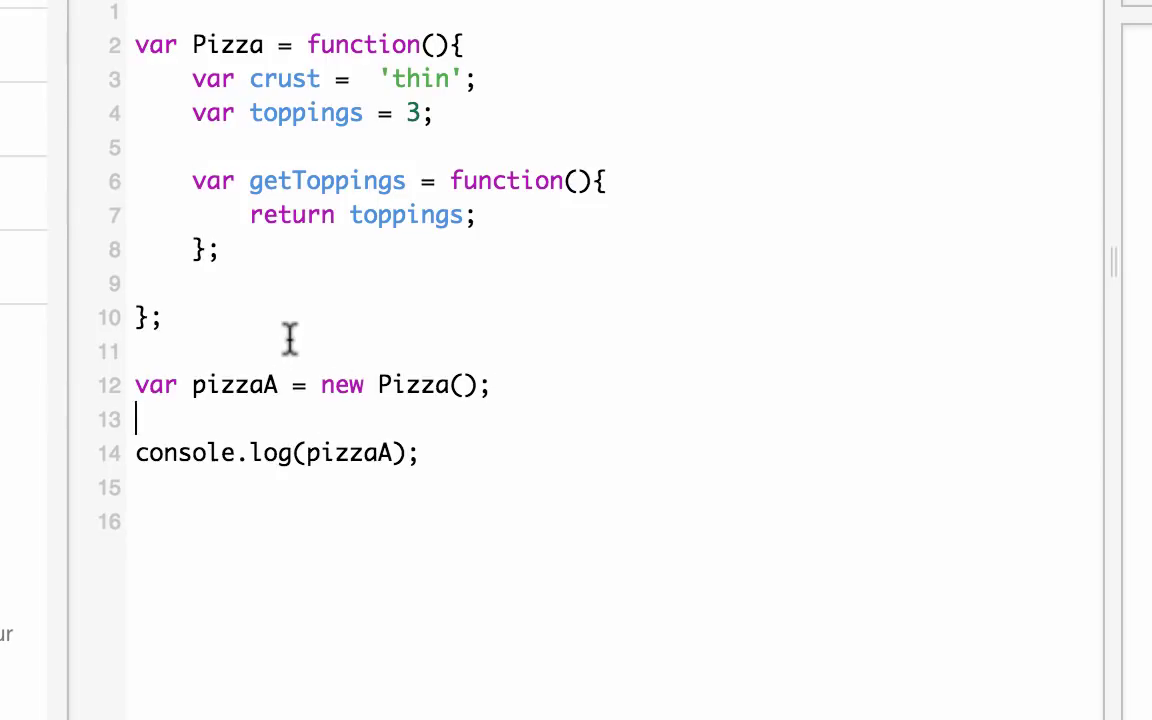 1
2 var Pizza = function(){
3 var crust =  'thin';
4 var toppings = 3;
5
6 var getToppings = function(){
7 return toppings;
8 };
9
10 };
11
12 var pizzaA = new Pizza();
13
14 console.log(pizzaA);
15
16
ur